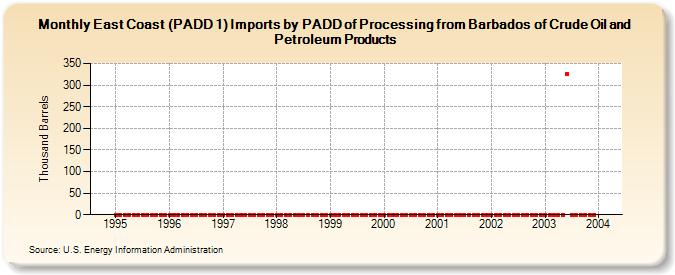 Monthly East Coast (PADD 1) Imports by PADD of Processing from Barbados of Crude Oil and
Petroleum Products
Thousand Barrels
350
300
250
200
150
100
50
0
1995 1996 1997 1998 1999 2000 2001 2002 2003 2004
Source: U.S. Energy Information Administration